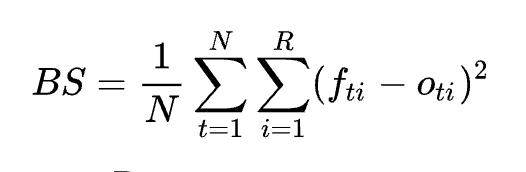 BS = \frac{1}{N} \sum_{t=1}^{N} \sum_{i=1}^{R} (f_{ti} - o_{ti})^2